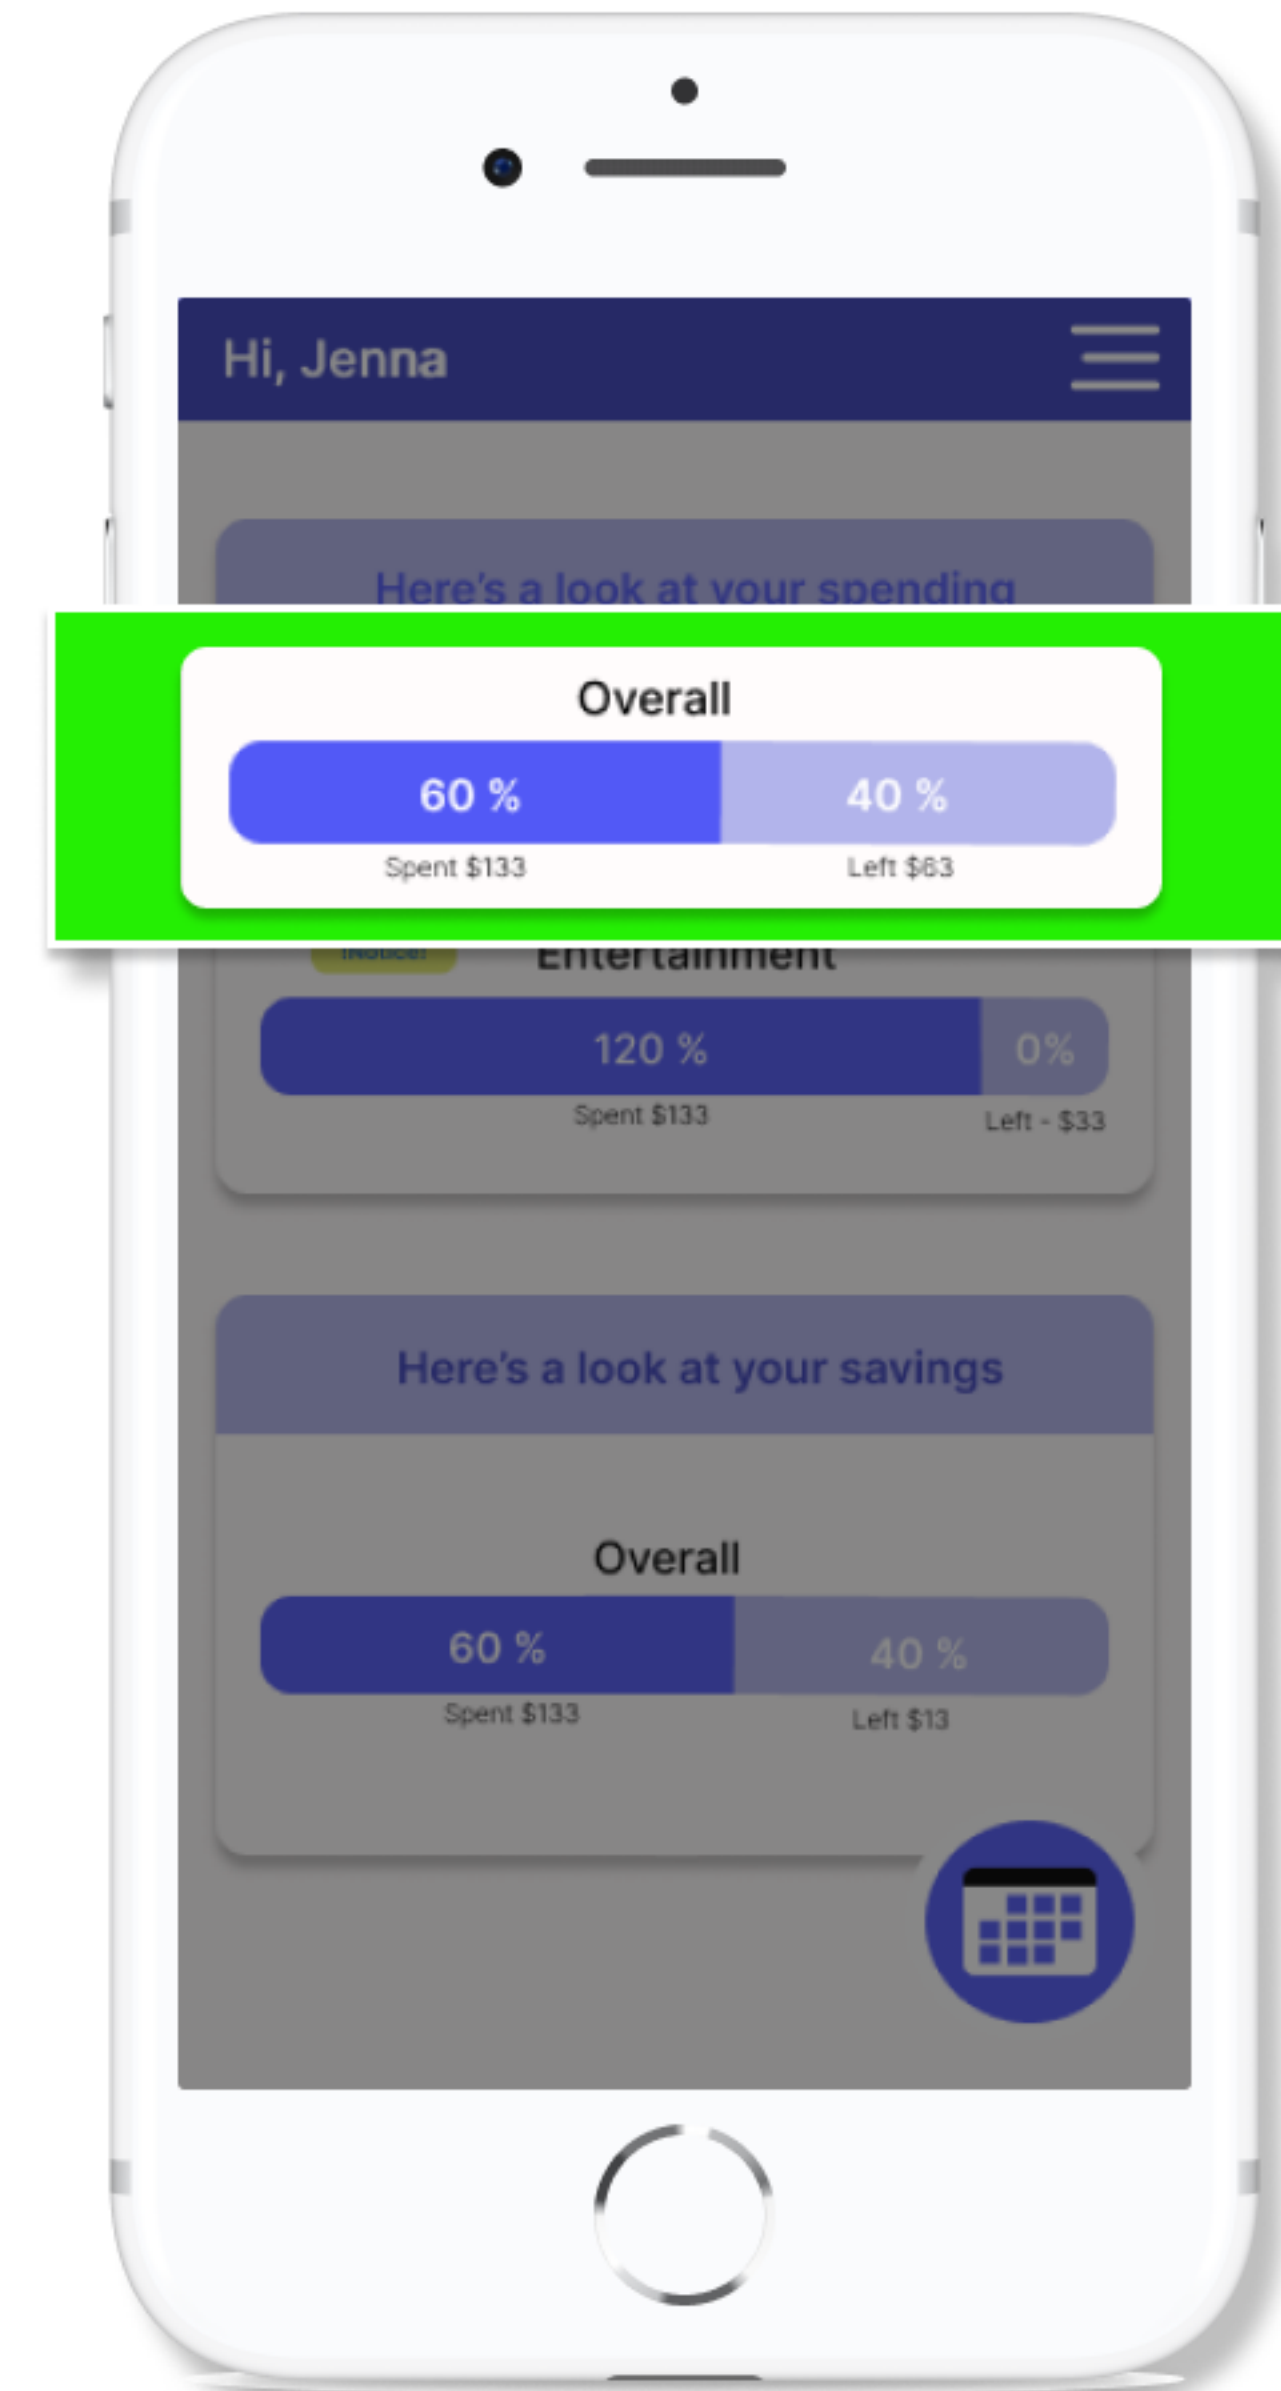 Hi, Jenna
Here's a look at your spending
Overall
60 % 40 %
Spent $133 Left $63
!Notice! Entertainment
120 % 0%
Spent $133 Left - $33
Here's a look at your savings
Overall
60 % 40 %
Spent $133 Left $13